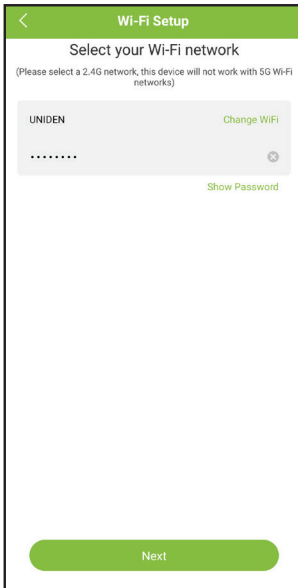 Wi-Fi Setup
Select your Wi-Fi network
(Please select a 2.4G network, this device will not work with 5G Wi-Fi
networks)
UNIDEN Change WiFi
........
Show Password
Next